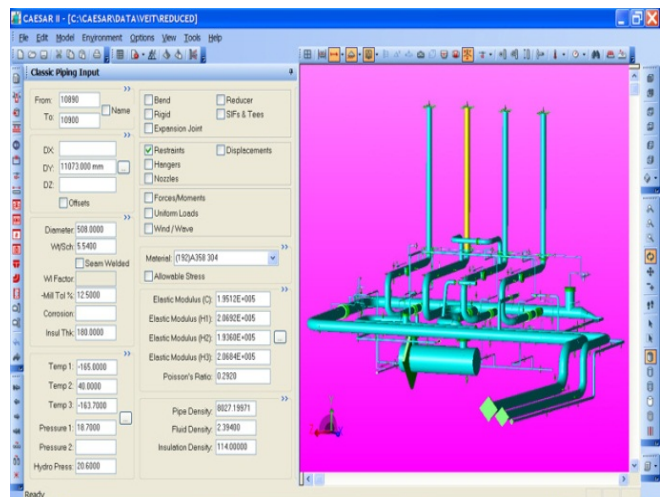 CAESAR II - [C:\CAESAR\DATA\VEIT\REDUCED]
File Edit Model Environment Options View Tools Help
Classic Piping Input
From: 10890
Name
To: 10900
>>
DX:
DY: 11073.000 mm ...
DZ:
Offsets
>>
Diameter: 508.0000
Wt/Sch: 5.5400
Seam Welded
WI Factor:
-Mill Tol %: 12.5000
Corrosion:
Insul Thk: 180.0000
>>
Temp 1: -165.0000
Temp 2: 40.0000
Temp 3: -163.7000
...
Pressure 1: 18.7000
Pressure 2:
Hydro Press: 20.6000
>>
Bend Reducer
Rigid SIFs & Tees
Expansion Joint
Restraints Displacements
Hangers
Nozzles
Forces/Moments
Uniform Loads
Wind / Wave
>>
Material: (192)A358 304
Allowable Stress
>>
Elastic Modulus (C): 1.9512E+005
Elastic Modulus (H1): 2.0692E+005
Elastic Modulus (H2): 1.9360E+005 ...
Elastic Modulus (H3): 2.0684E+005
Poisson's Ratio: 0.2920
>>
Pipe Density: 8027.19971
Fluid Density: 2.39400
Insulation Density: 114.00000
Ready